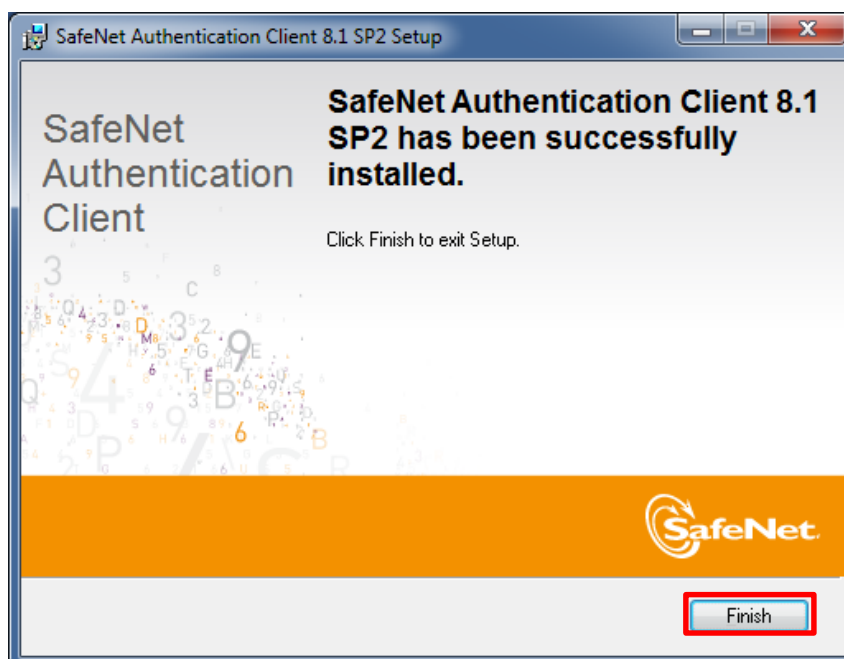 SafeNet Authentication Client 8.1 SP2 Setup
SafeNet
Authentication
Client
SafeNet Authentication Client 8.1
SP2 has been successfully
installed.
Click Finish to exit Setup.
SafeNet.
Finish